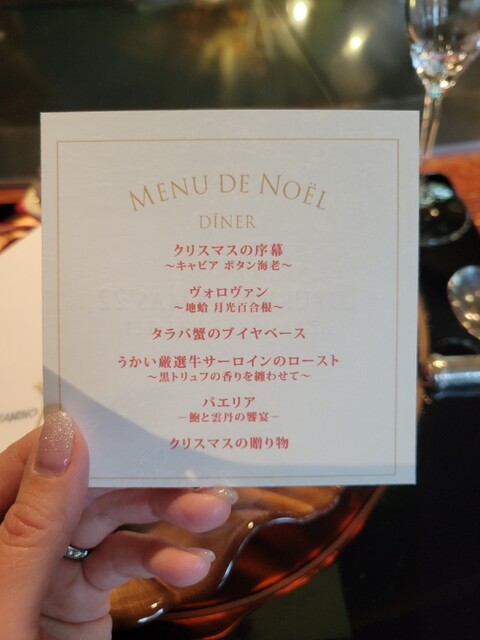 MENU DE NOËL
DÎNER
クリスマスの序幕
～キャビア ボタン海老～
ヴォロヴァン
～地蛤 月光百合根～
タラバ蟹のブイヤベース
うかい厳選牛サーロインのロースト
～黒トリュフの香りを纏わせて～
パエリア
―鮑と雲丹の饗宴―
クリスマスの贈り物